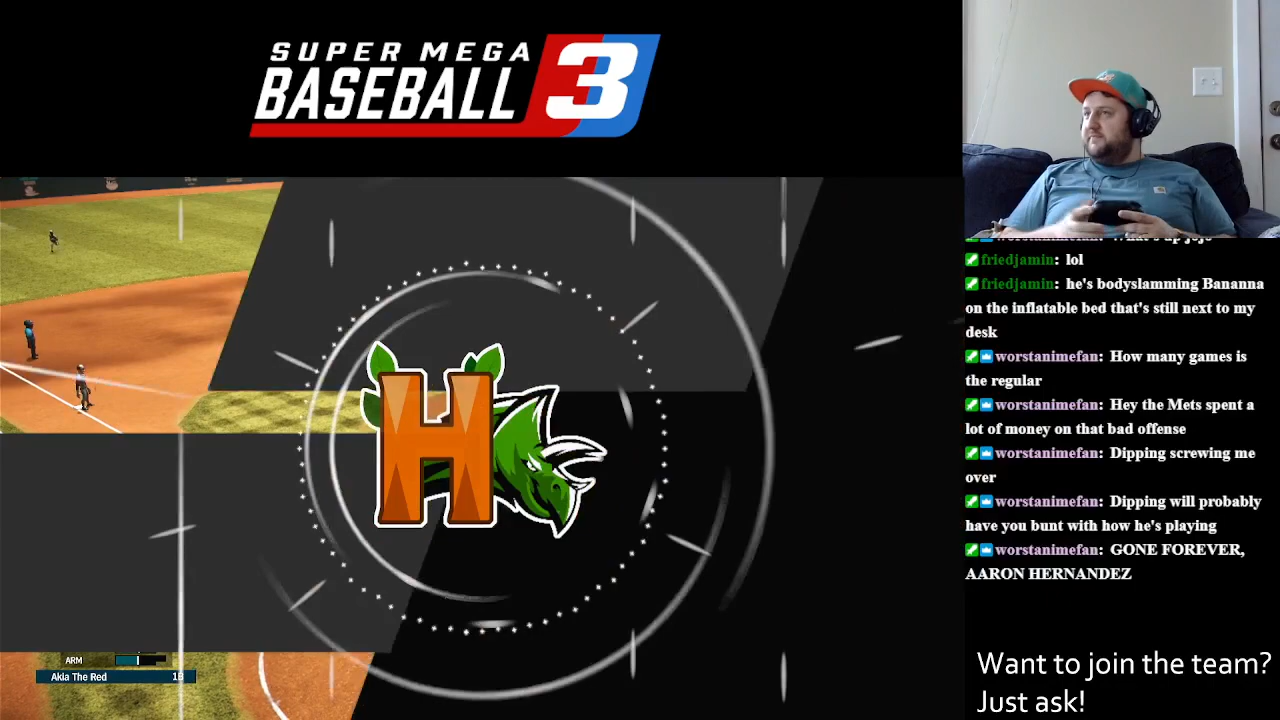 SUPER MEGA
BASEBALL 3
H
ARM
Akia The Red 1B
friedjamin: lol
friedjamin: he's bodyslamming Bananna
on the inflatable bed that's still next to my
desk
worstanimefan: How many games is
the regular
worstanimefan: Hey the Mets spent a
lot of money on that bad offense
worstanimefan: Dipping screwing me
over
worstanimefan: Dipping will probably
have you bunt with how he's playing
worstanimefan: GONE FOREVER,
AARON HERNANDEZ
Want to join the team?
Just ask!